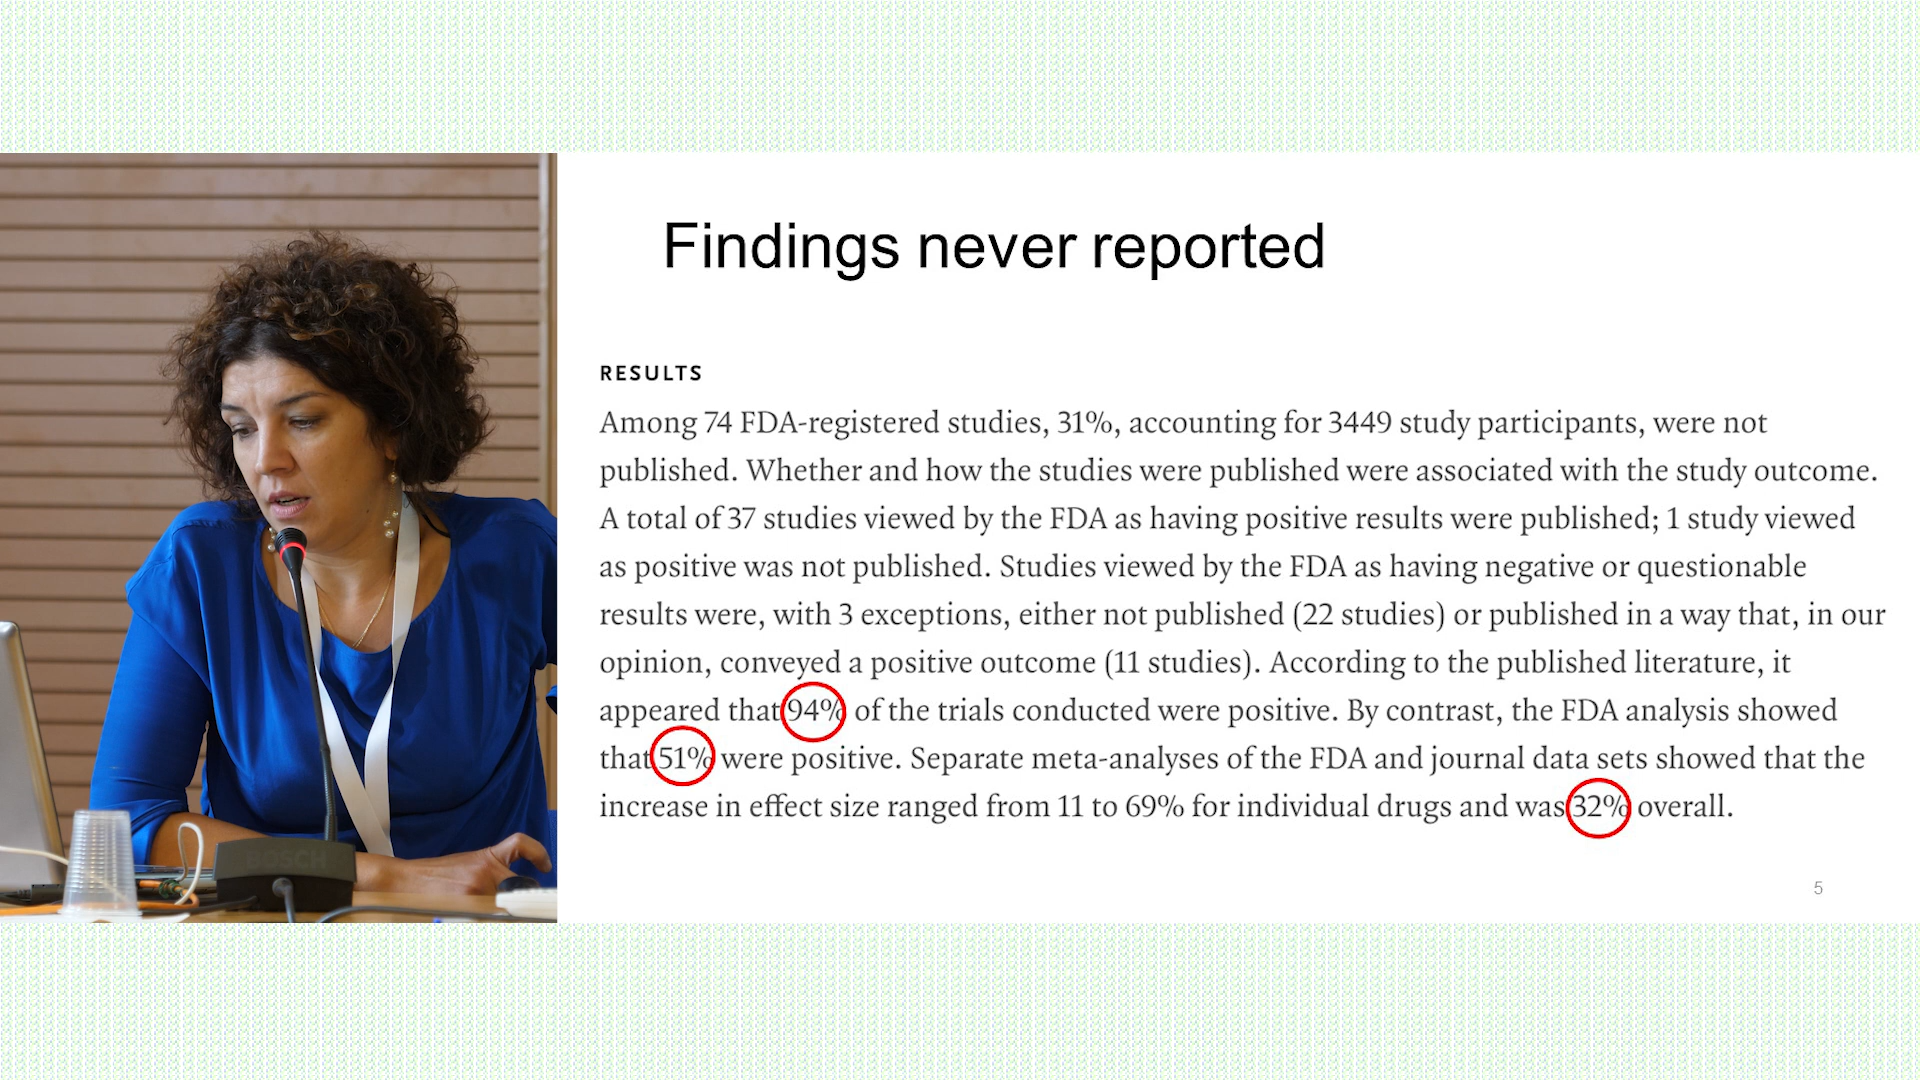 Findings never reported
RESULTS
Among 74 FDA-registered studies, 31%, accounting for 3449 study participants, were not
published. Whether and how the studies were published were associated with the study outcome.
A total of 37 studies viewed by the FDA as having positive results were published; 1 study viewed
as positive was not published. Studies viewed by the FDA as having negative or questionable
results were, with 3 exceptions, either not published (22 studies) or published in a way that, in our
opinion, conveyed a positive outcome (11 studies). According to the published literature, it
appeared that 94% of the trials conducted were positive. By contrast, the FDA analysis showed
that 51% were positive. Separate meta-analyses of the FDA and journal data sets showed that the
increase in effect size ranged from 11 to 69% for individual drugs and was 32% overall.
5
BOSCH